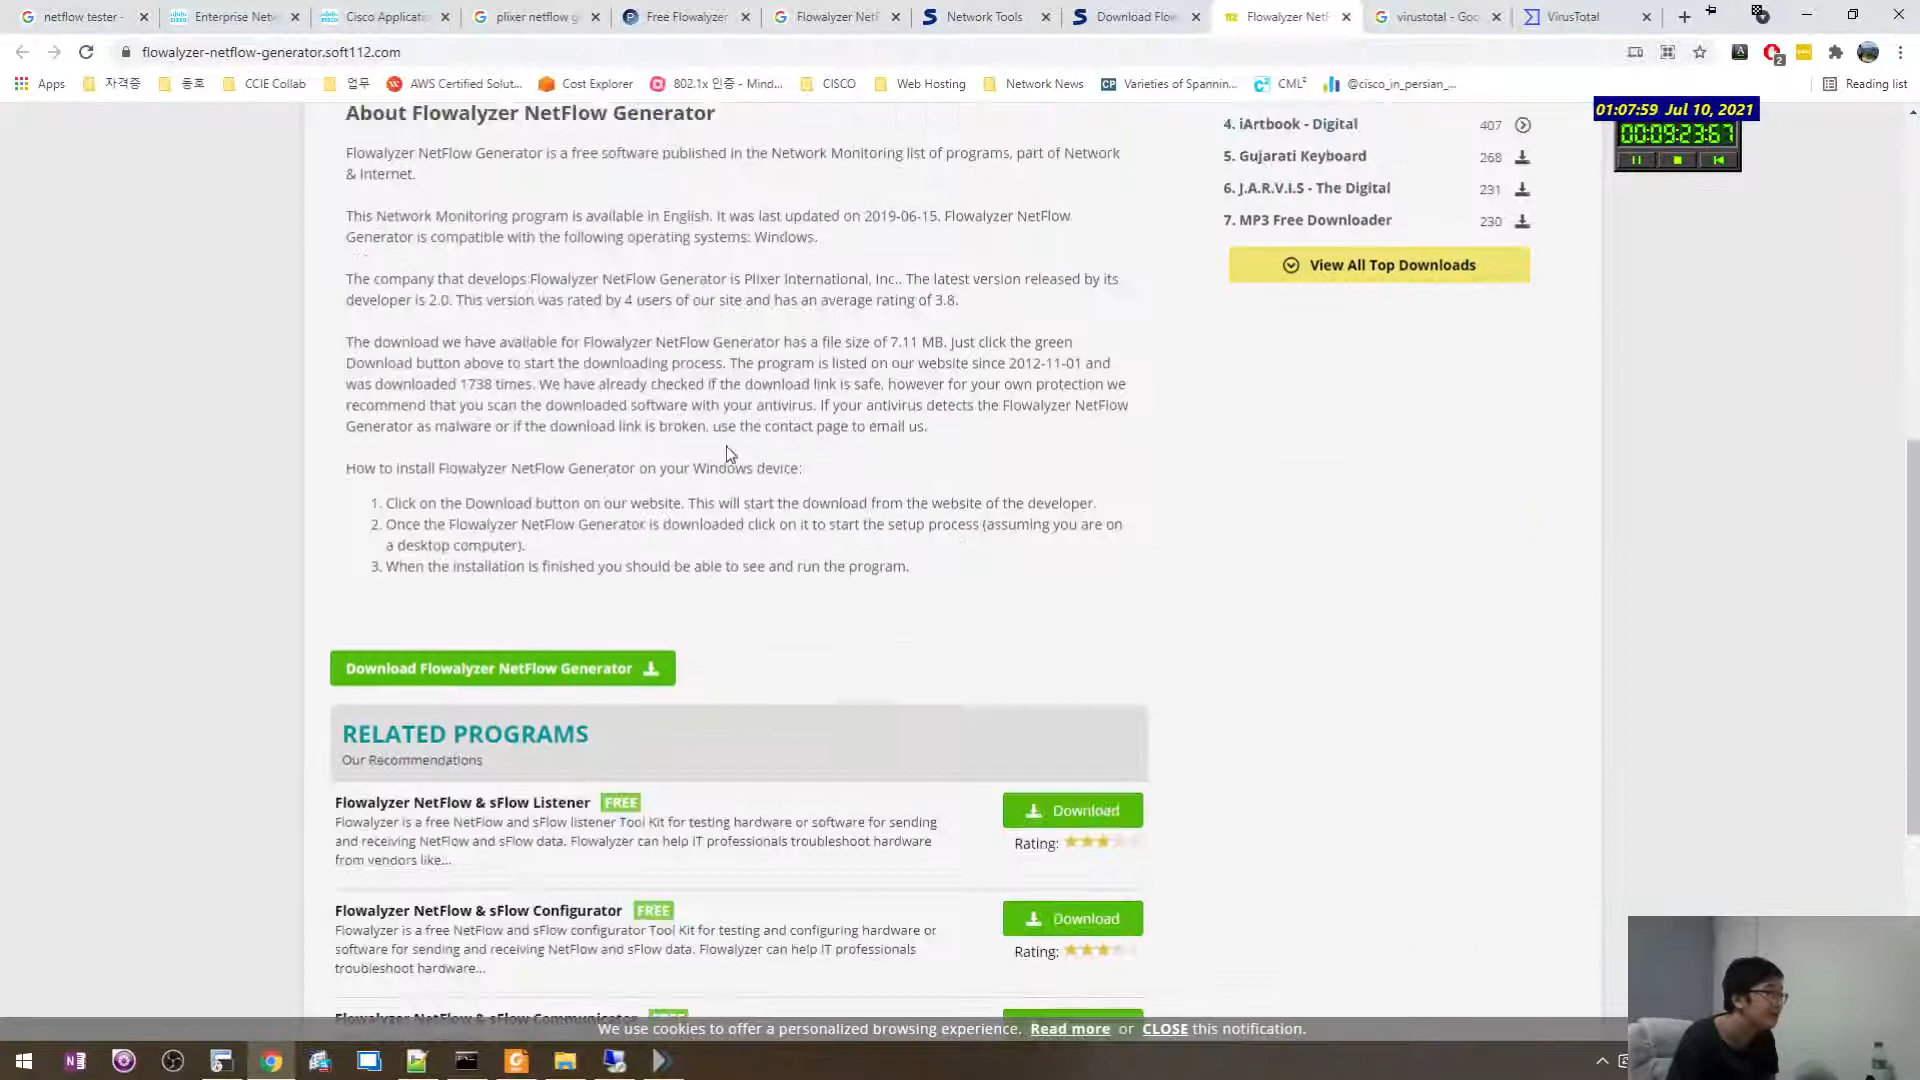 netflow tester -
Enterprise Netw
Cisco Applicati
plixer netflow g
Free Flowalyzer
Flowalyzer NetF
Network Tools
Download Flow
Flowalyzer NetF
virustotal - Goo
VirusTotal
flowalyzer-netflow-generator.soft112.com
2
Apps
자격증
동호
CCIE Collab
업무
AWS Certified Solut...
Cost Explorer
802.1x 인증 - Mind...
CISCO
Web Hosting
Network News
CP
Varieties of Spannin...
CML²
@cisco_in_persian_...
Reading list
01:07:59 Jul 10, 2021
00:09:23:67
About Flowalyzer NetFlow Generator
Flowalyzer NetFlow Generator is a free software published in the Network Monitoring list of programs, part of Network
& Internet.
This Network Monitoring program is available in English. It was last updated on 2019-06-15. Flowalyzer NetFlow
Generator is compatible with the following operating systems: Windows.
The company that develops Flowalyzer NetFlow Generator is Plixer International, Inc.. The latest version released by its
developer is 2.0. This version was rated by 4 users of our site and has an average rating of 3.8.
The download we have available for Flowalyzer NetFlow Generator has a file size of 7.11 MB. Just click the green
Download button above to start the downloading process. The program is listed on our website since 2012-11-01 and
was downloaded 1738 times. We have already checked if the download link is safe, however for your own protection we
recommend that you scan the downloaded software with your antivirus. If your antivirus detects the Flowalyzer NetFlow
Generator as malware or if the download link is broken, use the contact page to email us.
How to install Flowalyzer NetFlow Generator on your Windows device:
1. Click on the Download button on our website. This will start the download from the website of the developer.
2. Once the Flowalyzer NetFlow Generator is downloaded click on it to start the setup process (assuming you are on
a desktop computer).
3. When the installation is finished you should be able to see and run the program.
Download Flowalyzer NetFlow Generator
4. iArtbook - Digital 407
5. Gujarati Keyboard 268
6. J.A.R.V.I.S - The Digital 231
7. MP3 Free Downloader 230
View All Top Downloads
RELATED PROGRAMS
Our Recommendations
Flowalyzer NetFlow & sFlow Listener FREE
Flowalyzer is a free NetFlow and sFlow listener Tool Kit for testing hardware or software for sending
and receiving NetFlow and sFlow data. Flowalyzer can help IT professionals troubleshoot hardware
from vendors like...
Download
Rating:
Flowalyzer NetFlow & sFlow Configurator FREE
Flowalyzer is a free NetFlow and sFlow configurator Tool Kit for testing and configuring hardware or
software for sending and receiving NetFlow and sFlow data. Flowalyzer can help IT professionals
troubleshoot hardware...
Download
Rating:
Flowalyzer NetFlow & sFlow Communicator FREE
We use cookies to offer a personalized browsing experience. Read more or CLOSE this notification.